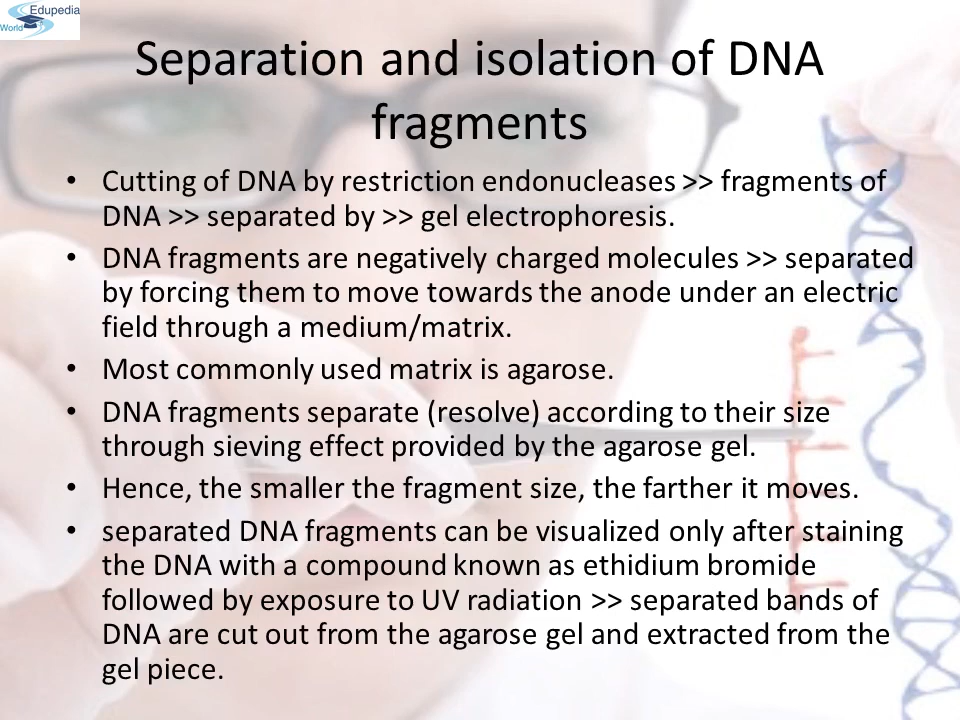 Edupedia
World
Separation and isolation of DNA
fragments
• Cutting of DNA by restriction endonucleases >> fragments of
DNA >> separated by >> gel electrophoresis.
• DNA fragments are negatively charged molecules >> separated
by forcing them to move towards the anode under an electric
field through a medium/matrix.
• Most commonly used matrix is agarose.
• DNA fragments separate (resolve) according to their size
through sieving effect provided by the agarose gel.
• Hence, the smaller the fragment size, the farther it moves.
• separated DNA fragments can be visualized only after staining
the DNA with a compound known as ethidium bromide
followed by exposure to UV radiation >> separated bands of
DNA are cut out from the agarose gel and extracted from the
gel piece.